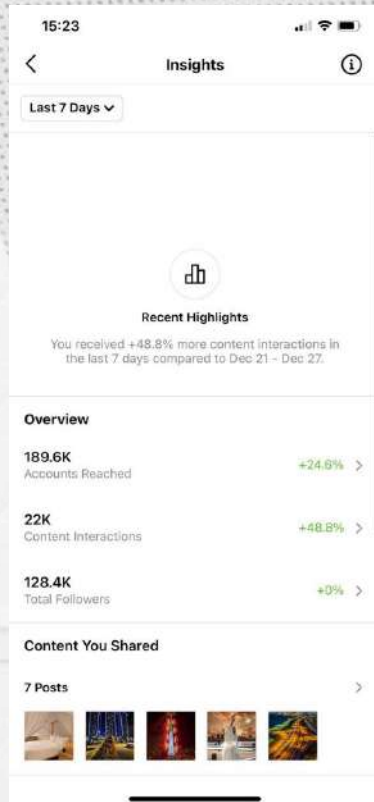 15:23
Insights
Last 7 Days
Recent Highlights
You received +48.8% more content interactions in
the last 7 days compared to Dec 21 - Dec 27.
Overview
189.6K
Accounts Reached
+24.6%
22K
Content Interactions
+48.8%
128.4K
Total Followers
+0%
Content You Shared
7 Posts